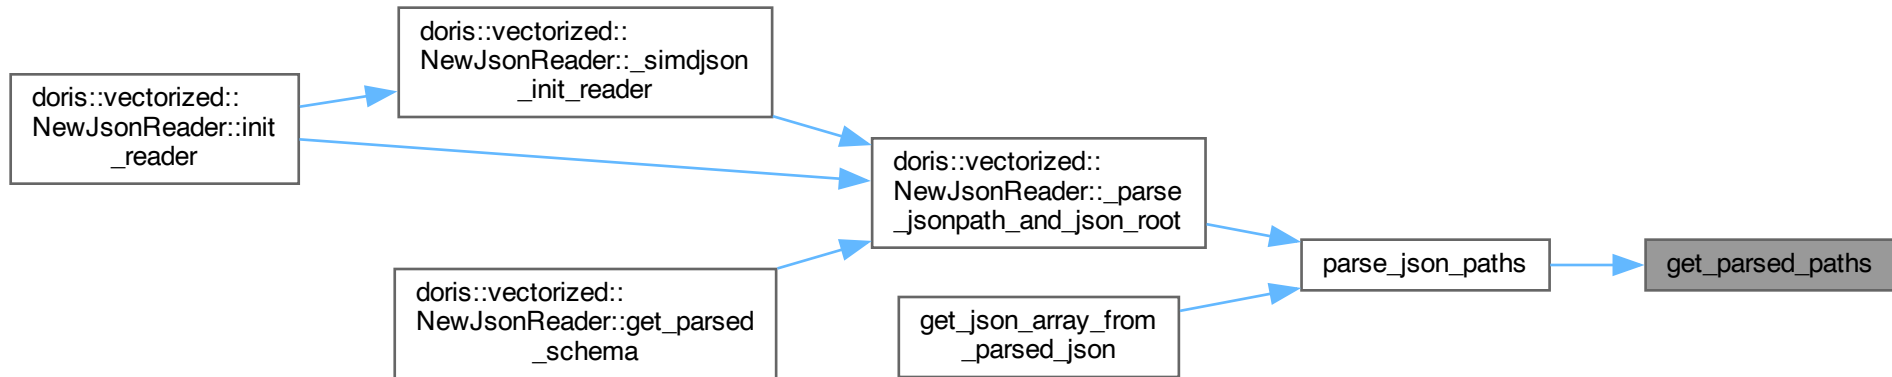 doris::vectorized::
NewJsonReader::init
_reader
doris::vectorized::
NewJsonReader::_simdjson
_init_reader
doris::vectorized::
NewJsonReader::get_parsed
_schema
doris::vectorized::
NewJsonReader::_parse
_jsonpath_and_json_root
get_json_array_from
_parsed_json
parse_json_paths
get_parsed_paths